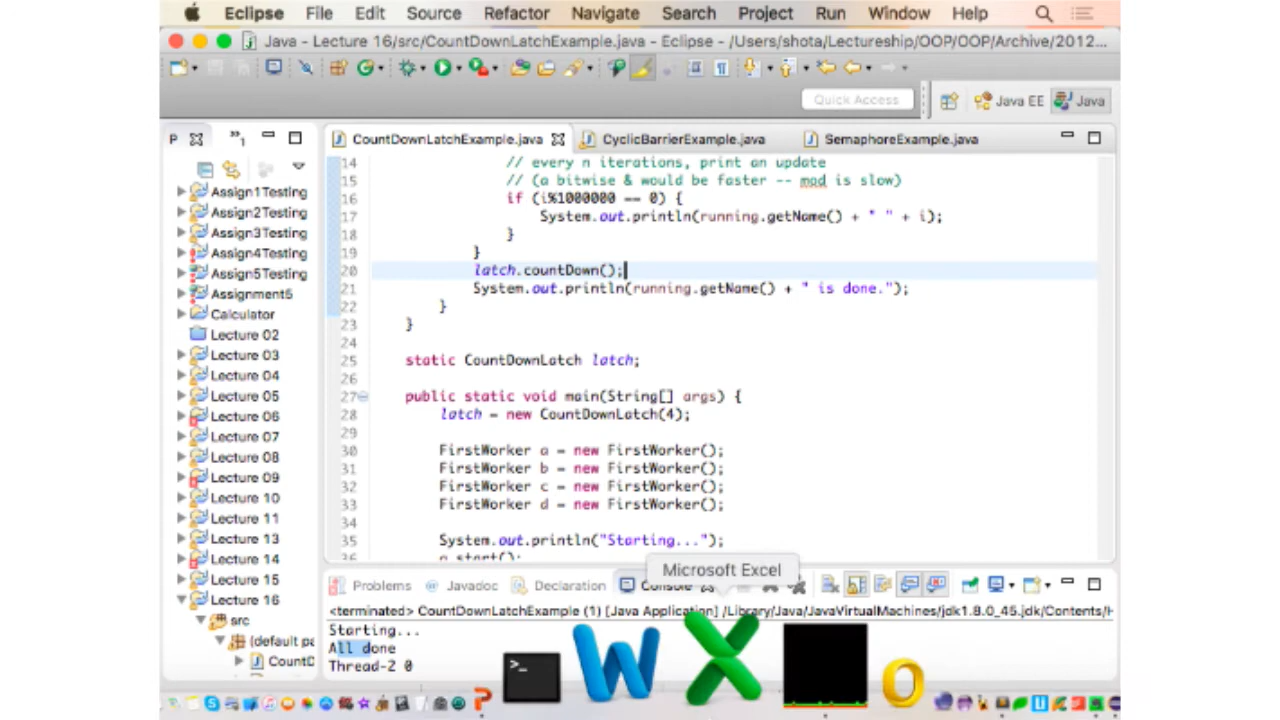 Eclipse File Edit Source Refactor Navigate Search Project Run Window Help
Java - Lecture 16/src/CountDownLatchExample.java - Eclipse - /Users/shota/Lectureship/OOP/OOP/Archive/2012...
Quick Access
Java EE
Java
P
CountDownLatchExample.java
CyclicBarrierExample.java
SemaphoreExample.java
Assign1Testing
Assign2Testing
Assign3Testing
Assign4Testing
Assign5Testing
Assignment5
Calculator
Lecture 02
Lecture 03
Lecture 04
Lecture 05
Lecture 06
Lecture 07
Lecture 08
Lecture 09
Lecture 10
Lecture 11
Lecture 13
Lecture 14
Lecture 15
Lecture 16
src
(default pa
CountD
14 // every n iterations, print an update
15 // (a bitwise & would be faster -- mod is slow)
16 if (i%1000000 == 0) {
17 System.out.println(running.getName() + " " + i);
18 }
19 }
20 latch.countDown();
21 System.out.println(running.getName() + " is done.");
22 }
23 }
24
25 static CountDownLatch latch;
26
27 public static void main(String[] args) {
28 latch = new CountDownLatch(4);
29
30 FirstWorker a = new FirstWorker();
31 FirstWorker b = new FirstWorker();
32 FirstWorker c = new FirstWorker();
33 FirstWorker d = new FirstWorker();
34
35 System.out.println("Starting...");
36 a.start();
Microsoft Excel
Problems
Javadoc
Declaration
Console
<terminated> CountDownLatchExample (1) [Java Application] /Library/Java/JavaVirtualMachines/jdk1.8.0_45.jdk/Contents/H
Starting...
All done
Thread-2 0